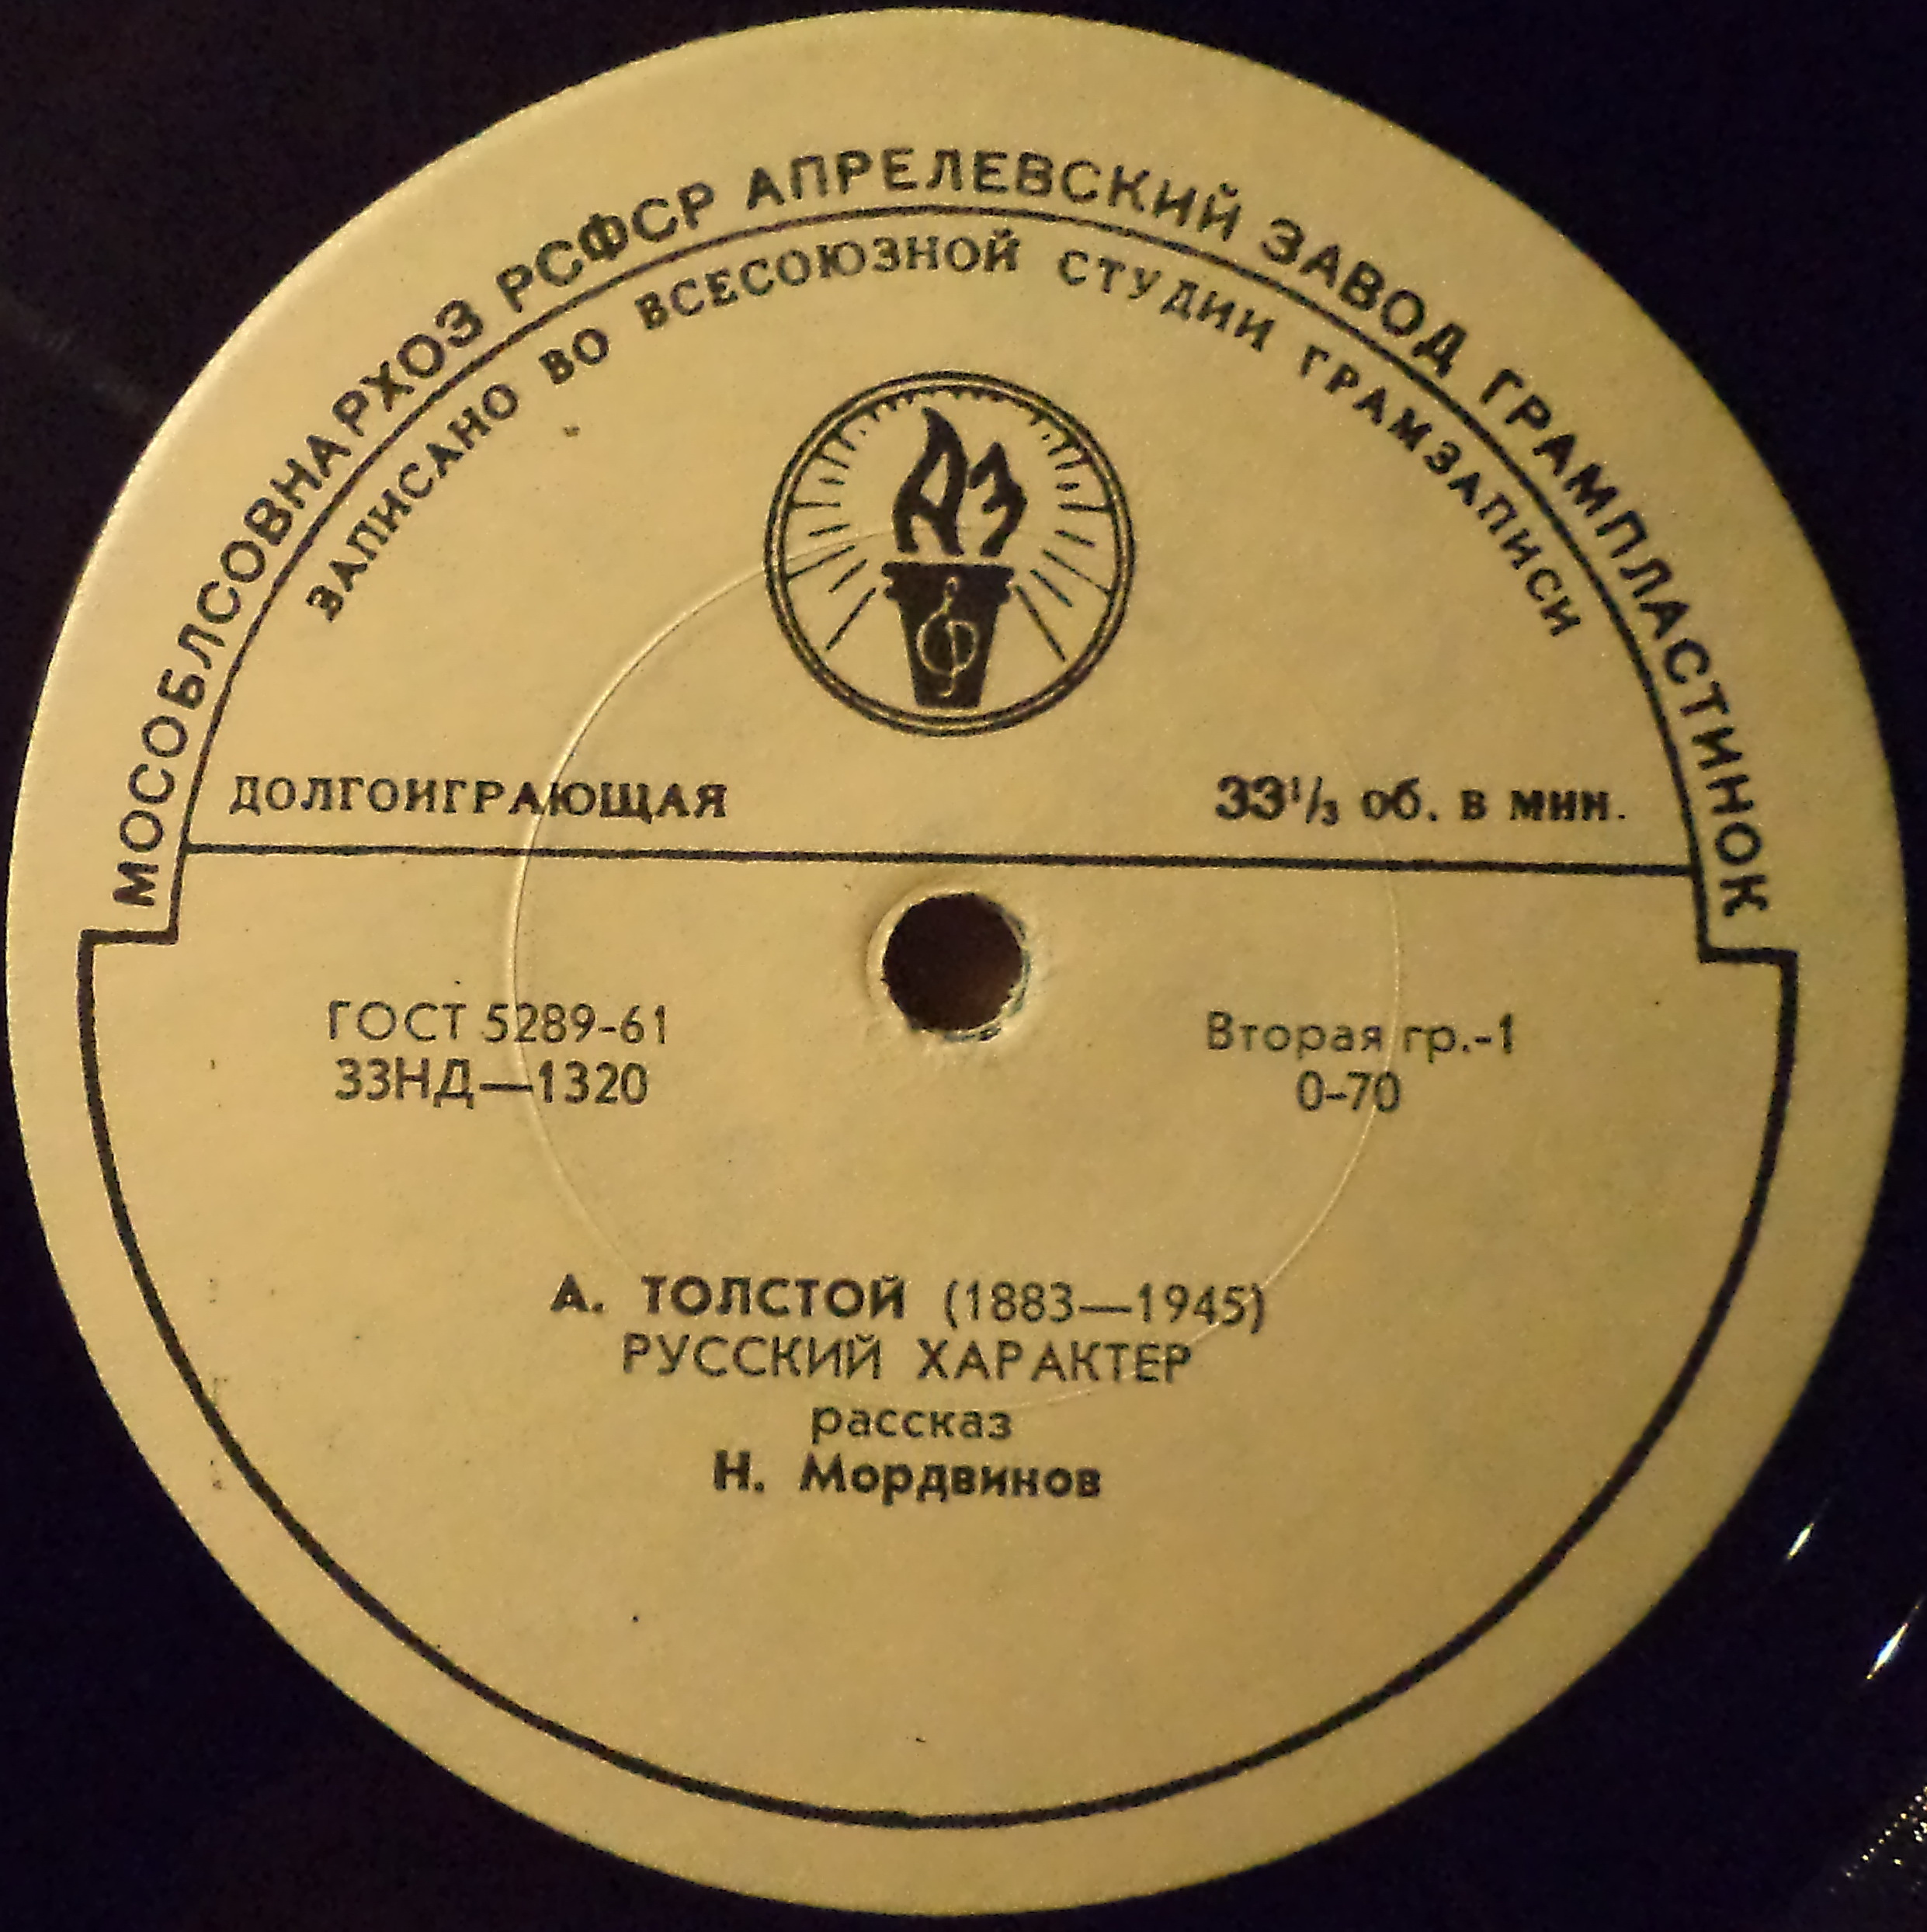 МОСОБЛСОВНАРХОЗ РСФСР АПРЕЛЕВСКИЙ ЗАВОД ГРАМПЛАСТИНОК
ЗАПИСАНО ВО ВСЕСОЮЗНОЙ СТУДИИ ГРАМЗАПИСИ
АЗ
ДОЛГОИГРАЮЩАЯ 33¹/₃ об. в мин.
ГОСТ 5289-61 Вторая гр.-1
33НД—1320 0-70
А. ТОЛСТОЙ (1883—1945)
РУССКИЙ ХАРАКТЕР
рассказ
Н. Мордвинов